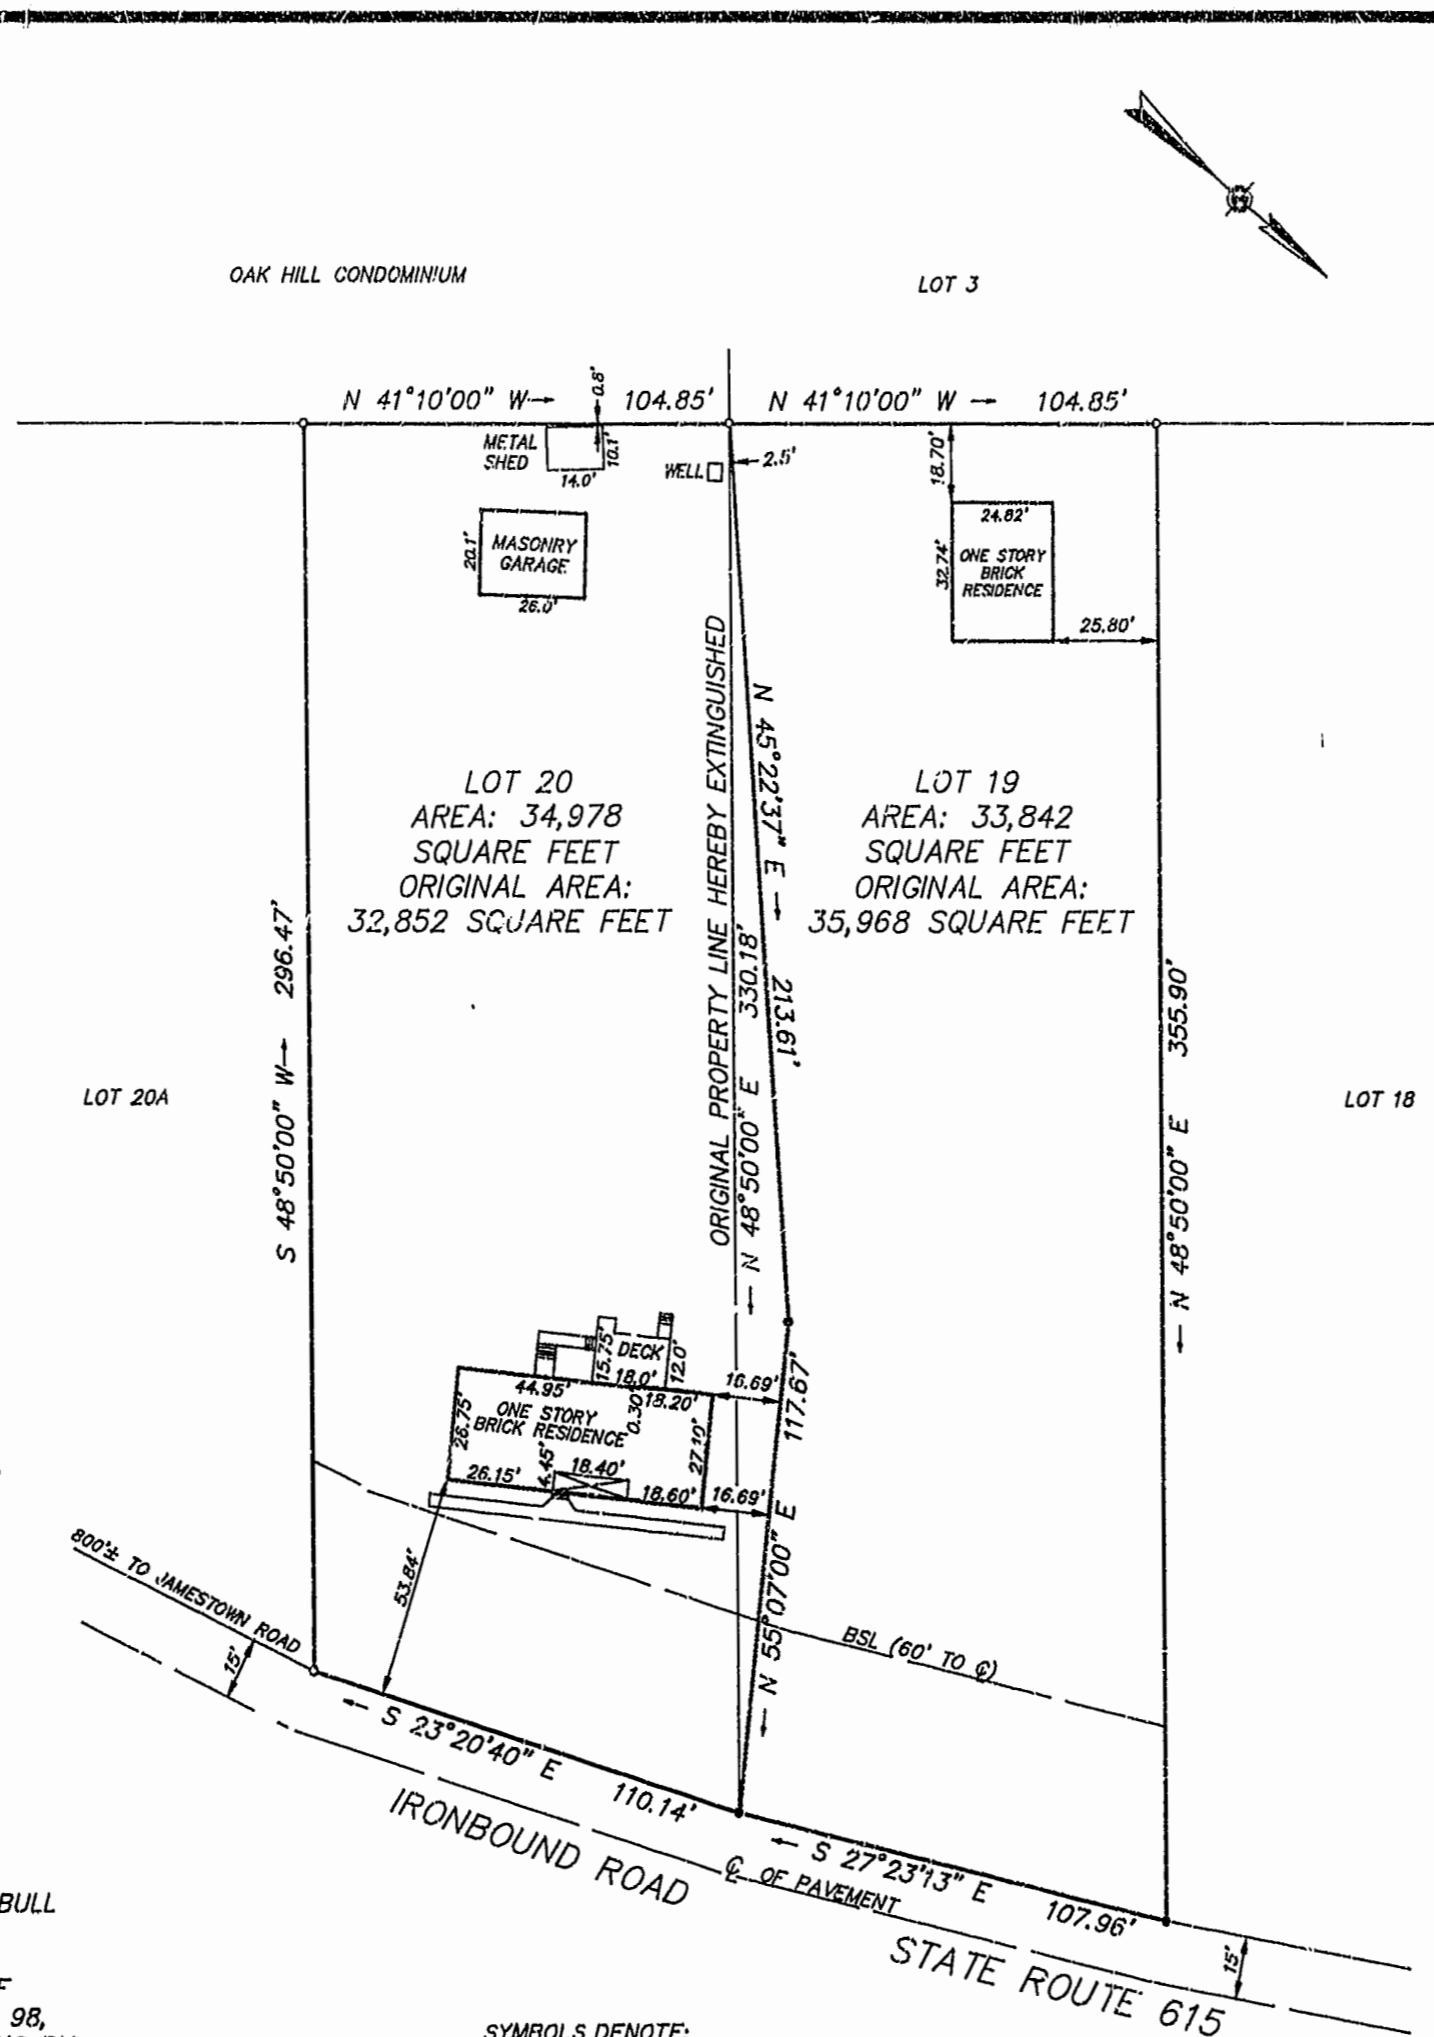 OAK HILL CONDOMINIUM
LOT 3
N 41°10'00" W→ 104.85'
0.8'
N 41°10'00" W → 104.85'
METAL
SHED
10.1'
14.0'
WELL
2.5'
18.70'
20.1'
MASONRY
GARAGE
26.0'
24.82'
32.74'
ONE STORY
BRICK
RESIDENCE
25.80'
ORIGINAL PROPERTY LINE HEREBY EXTINGUISHED
N 45°22'37" E → 213.61'
LOT 20
AREA: 34,978
SQUARE FEET
ORIGINAL AREA:
32,852 SQUARE FEET
LOT 19
AREA: 33,842
SQUARE FEET
ORIGINAL AREA:
35,968 SQUARE FEET
S 48°50'00" W→ 296.47'
← N 48°50'00" E 330.18'
← N 48°50'00" E 355.90'
LOT 20A
LOT 18
15.75'
DECK
18.0'
12.0'
44.95'
0.30'
18.20'
16.69'
ONE STORY
BRICK RESIDENCE
26.75'
27.10'
26.15'
4.45'
18.40'
18.60'
16.69'
← N 55°07'00" E 117.67'
53.84'
800'± TO JAMESTOWN ROAD
15'
BSL (60' TO ℄)
← S 23°20'40" E 110.14'
← S 27°23'13" E 107.96'
IRONBOUND ROAD
℄ OF PAVEMENT
STATE ROUTE 615
15'
BULL
98,
SYMBOLS DENOTE: